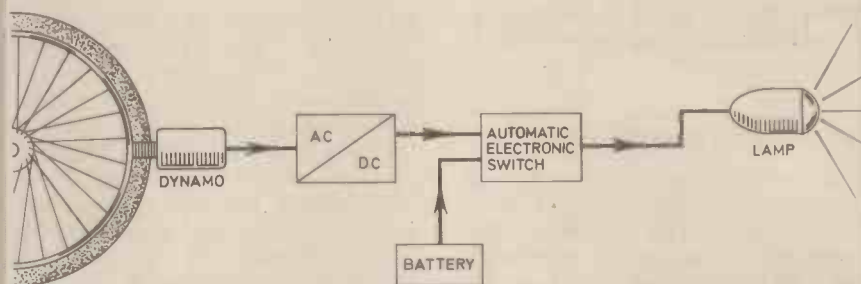 DYNAMO
AC
DC
AUTOMATIC
ELECTRONIC
SWITCH
BATTERY
LAMP